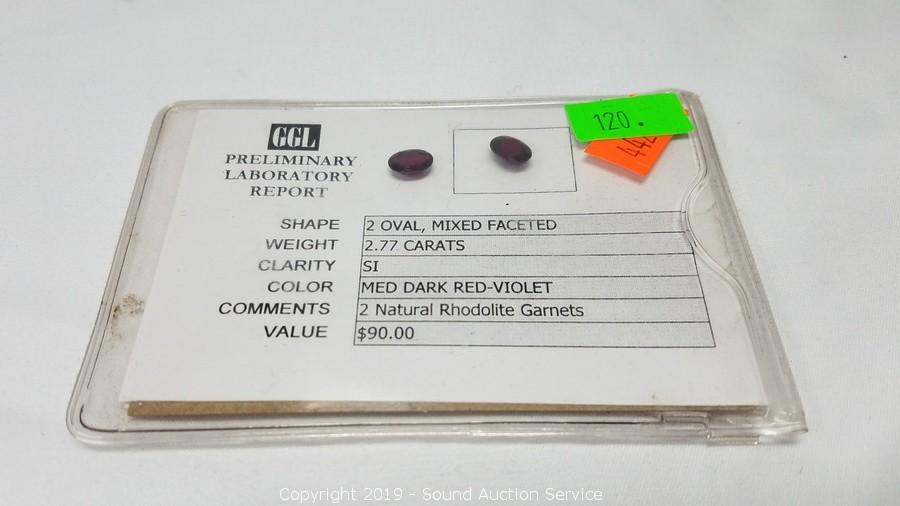 GGL
PRELIMINARY
LABORATORY
REPORT
120.
SHAPE 2 OVAL, MIXED FACETED
WEIGHT 2.77 CARATS
CLARITY SI
COLOR MED DARK RED-VIOLET
COMMENTS 2 Natural Rhodolite Garnets
VALUE $90.00
Copyright 2019 - Sound Auction Service